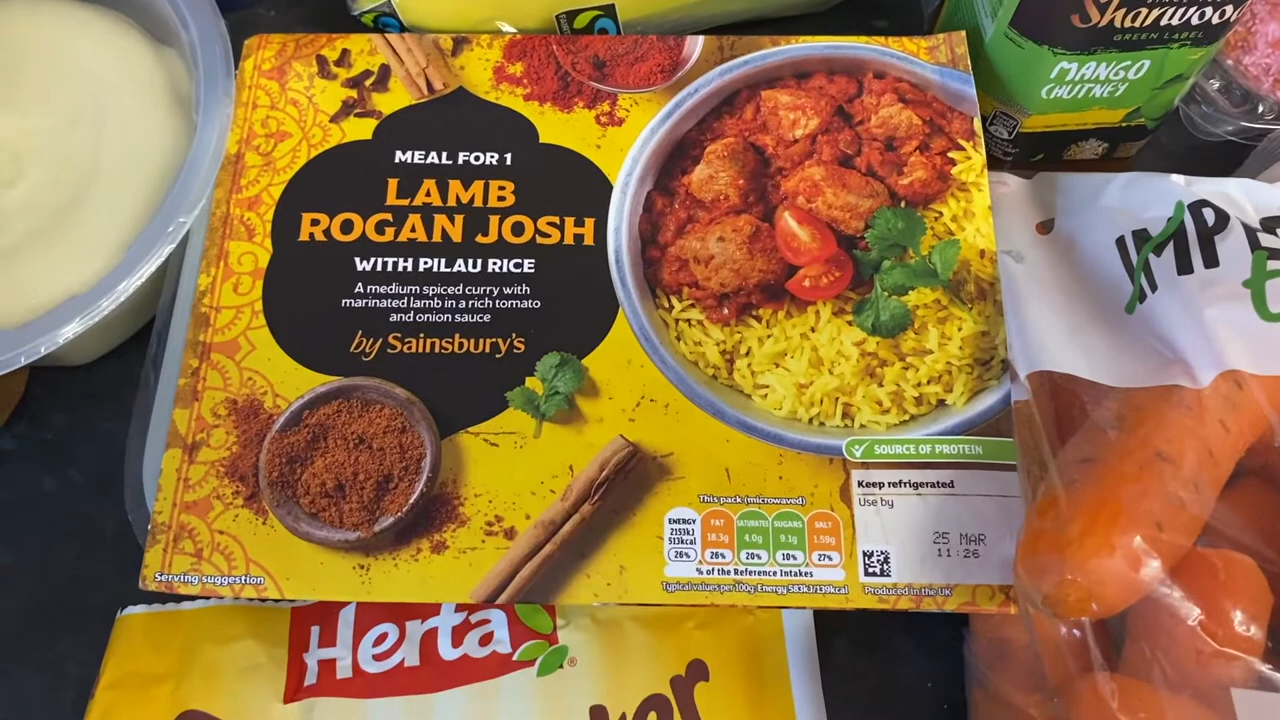 FAIRTRADE
Sharwood
GREEN LABEL
MANGO
CHUTNEY
MEAL FOR 1
LAMB
ROGAN JOSH
WITH PILAU RICE
A medium spiced curry with
marinated lamb in a rich tomato
and onion sauce
by Sainsbury's
IMPE
SOURCE OF PROTEIN
Keep refrigerated
Use by
25 MAR
11:26
Produced in the UK
This pack (microwaved)
ENERGY 2153kJ 513kcal 26%
FAT 18.3g 26%
SATURATES 4.0g 20%
SUGARS 9.1g 10%
SALT 1.59g 27%
% of the Reference Intakes
Typical values per 100g: Energy 583kJ/139kcal
Serving suggestion
Herta®